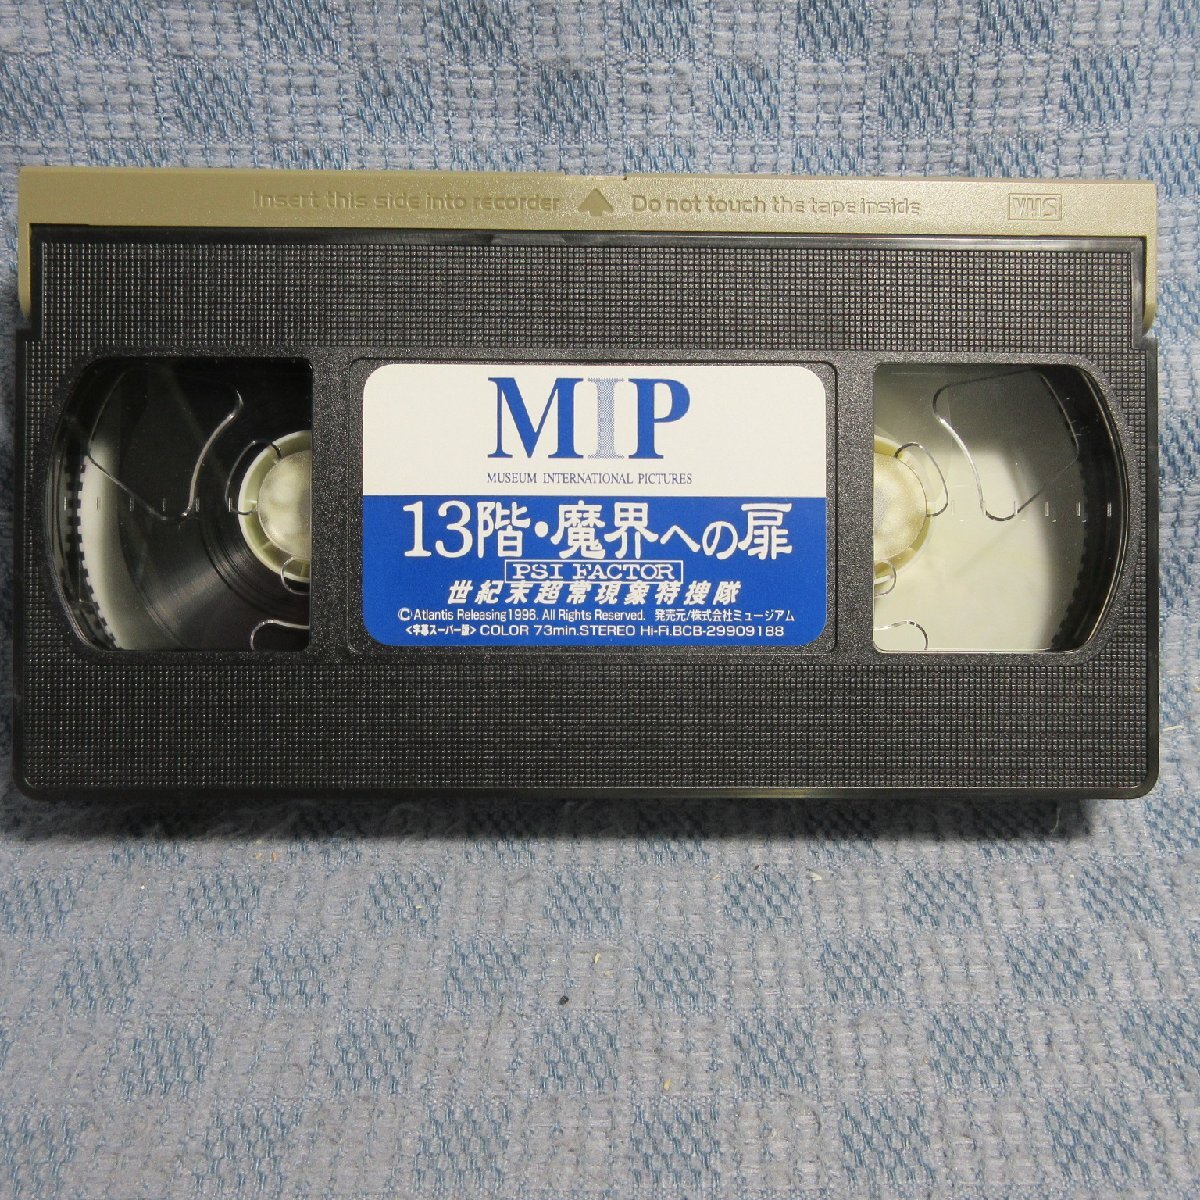 Insert this side into recorder Do not touch the tape inside VHS
MIP
MUSEUM INTERNATIONAL PICTURES
13階・魔界への扉
PSI FACTOR
世紀末超常現象特捜隊
©Atlantis Releasing 1996. All Rights Reserved. 発売元/株式会社ミュージアム
<字幕スーパー版> COLOR 73min. STEREO Hi-Fi. BCB-29909188